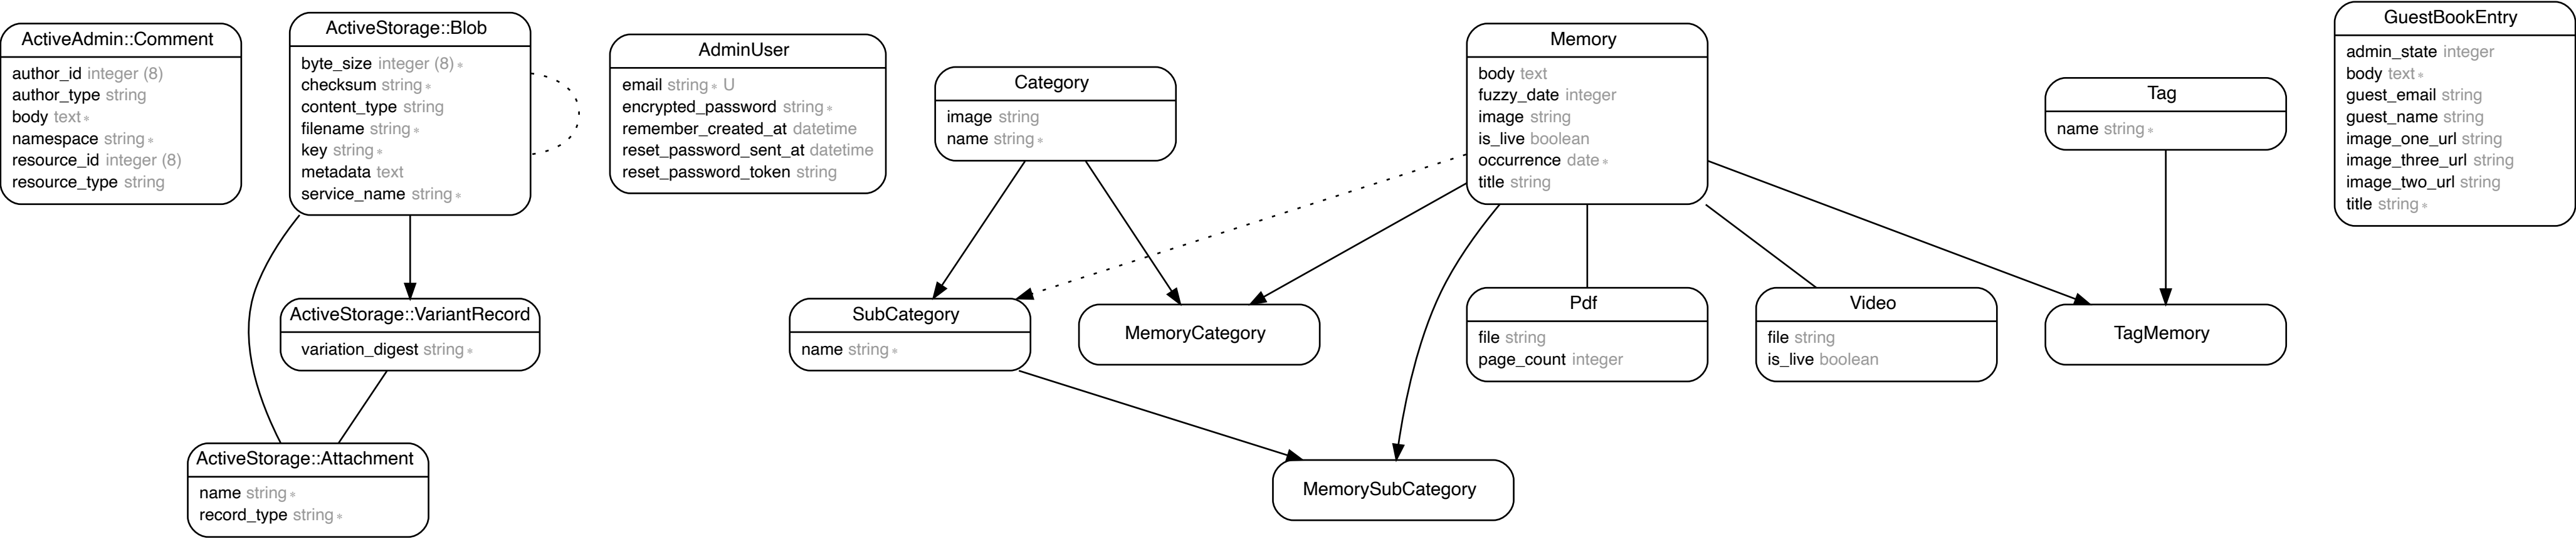 ActiveAdmin::Comment
author_id integer (8)
author_type string
body text *
namespace string *
resource_id integer (8)
resource_type string
ActiveStorage::Blob
byte_size integer (8) *
checksum string *
content_type string
filename string *
key string *
metadata text
service_name string *
AdminUser
email string * U
encrypted_password string *
remember_created_at datetime
reset_password_sent_at datetime
reset_password_token string
Category
image string
name string *
Memory
body text
fuzzy_date integer
image string
is_live boolean
occurrence date *
title string
Tag
name string *
GuestBookEntry
admin_state integer
body text *
guest_email string
guest_name string
image_one_url string
image_three_url string
image_two_url string
title string *
ActiveStorage::VariantRecord
variation_digest string *
SubCategory
name string *
MemoryCategory
Pdf
file string
page_count integer
Video
file string
is_live boolean
TagMemory
ActiveStorage::Attachment
name string *
record_type string *
MemorySubCategory